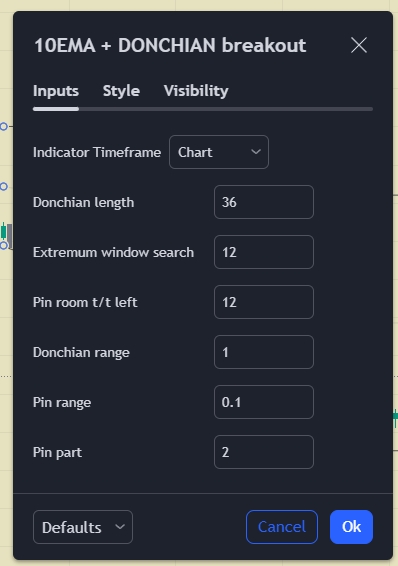 10EMA + DONCHIAN breakout
Inputs Style Visibility
Indicator Timeframe Chart
Donchian length 36
Extremum window search 12
Pin room t/t left 12
Donchian range 1
Pin range 0.1
Pin part 2
Defaults Cancel Ok